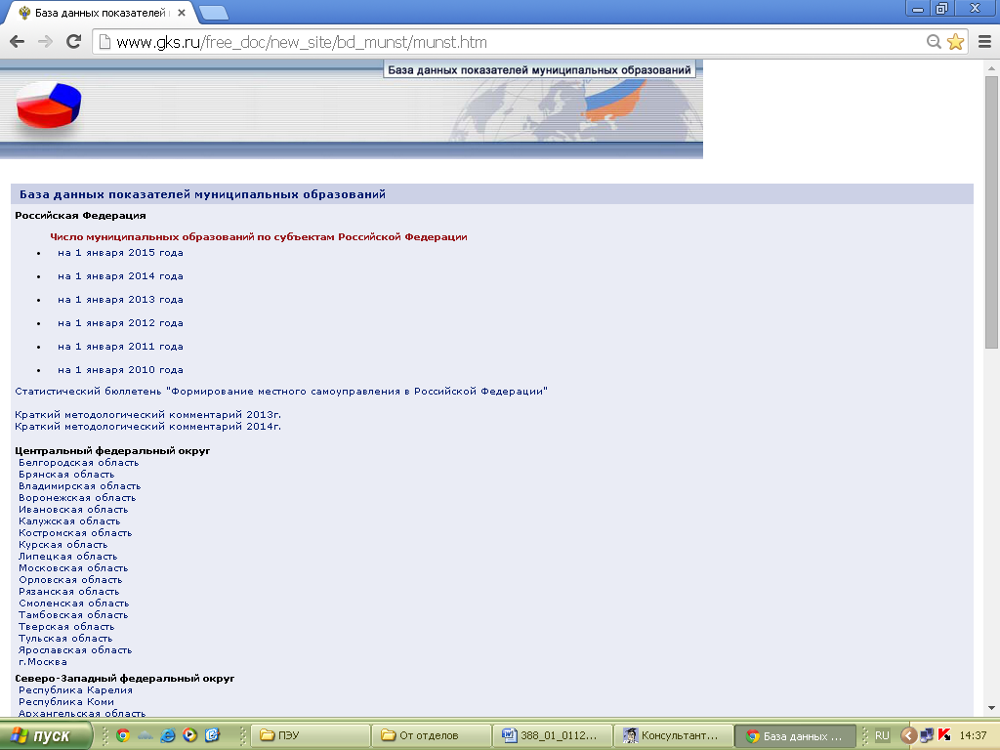 База данных показателей
www.gks.ru/free_doc/new_site/bd_munst/munst.htm
База данных показателей муниципальных образований
База данных показателей муниципальных образований
Российская Федерация
Число муниципальных образований по субъектам Российской Федерации
• на 1 января 2015 года
• на 1 января 2014 года
• на 1 января 2013 года
• на 1 января 2012 года
• на 1 января 2011 года
• на 1 января 2010 года
Статистический бюллетень "Формирование местного самоуправления в Российской Федерации"
Краткий методологический комментарий 2013г.
Краткий методологический комментарий 2014г.
Центральный федеральный округ
Белгородская область
Брянская область
Владимирская область
Воронежская область
Ивановская область
Калужская область
Костромская область
Курская область
Липецкая область
Московская область
Орловская область
Рязанская область
Смоленская область
Тамбовская область
Тверская область
Тульская область
Ярославская область
г.Москва
Северо-Западный федеральный округ
Республика Карелия
Республика Коми
Архангельская область
пуск
ПЭУ
От отделов
388_01_0112...
Консультант...
База данных ...
RU
14:37